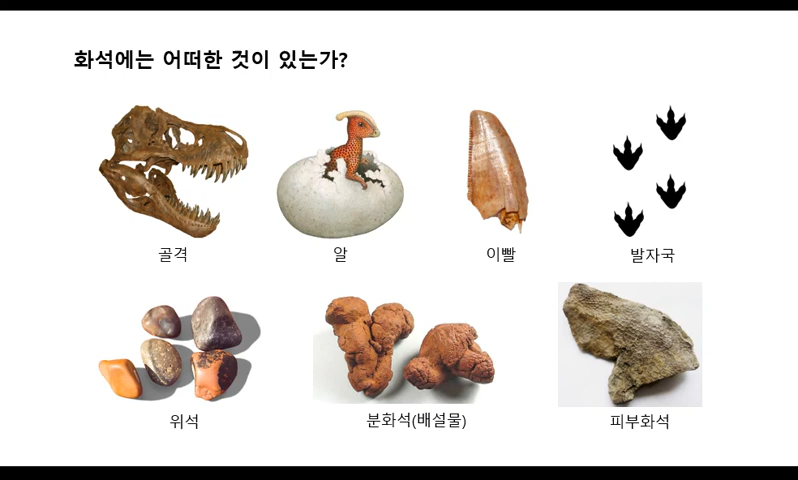 화석에는 어떠한 것이 있는가?
골격
알
이빨
발자국
위석
분화석(배설물)
피부화석